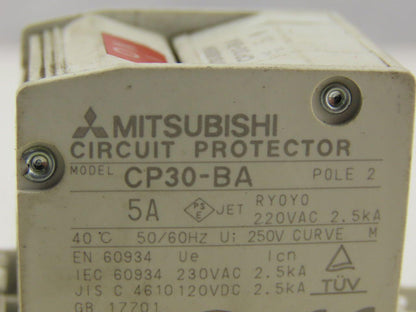 MITSUBISHI
CIRCUIT PROTECTOR
MODEL CP30-BA POLE 2
5A PS E JET RYOYO
220VAC 2.5kA
40℃ 50/60Hz Ui 250V CURVE M
EN 60934 Ue Icn
IEC 60934 230VAC 2.5kA
JIS C 4610 120VDC 2.5kA TÜV
GB 17701